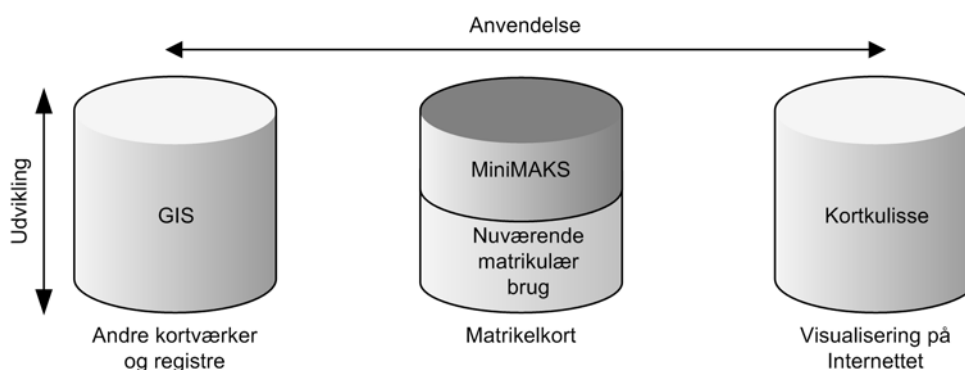 Anvendelse
Udvikling
GIS
MiniMAKS
Nuværende
matrikulær
brug
Kortkulisse
Andre kortværker
og registre
Matrikelkort
Visualisering på
Internettet